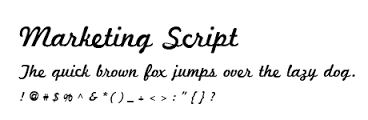 Marketing Script
The quick brown fox jumps over the lazy dog.
! @ # $ % ^ & * ( ) _ + < > : " { } ?